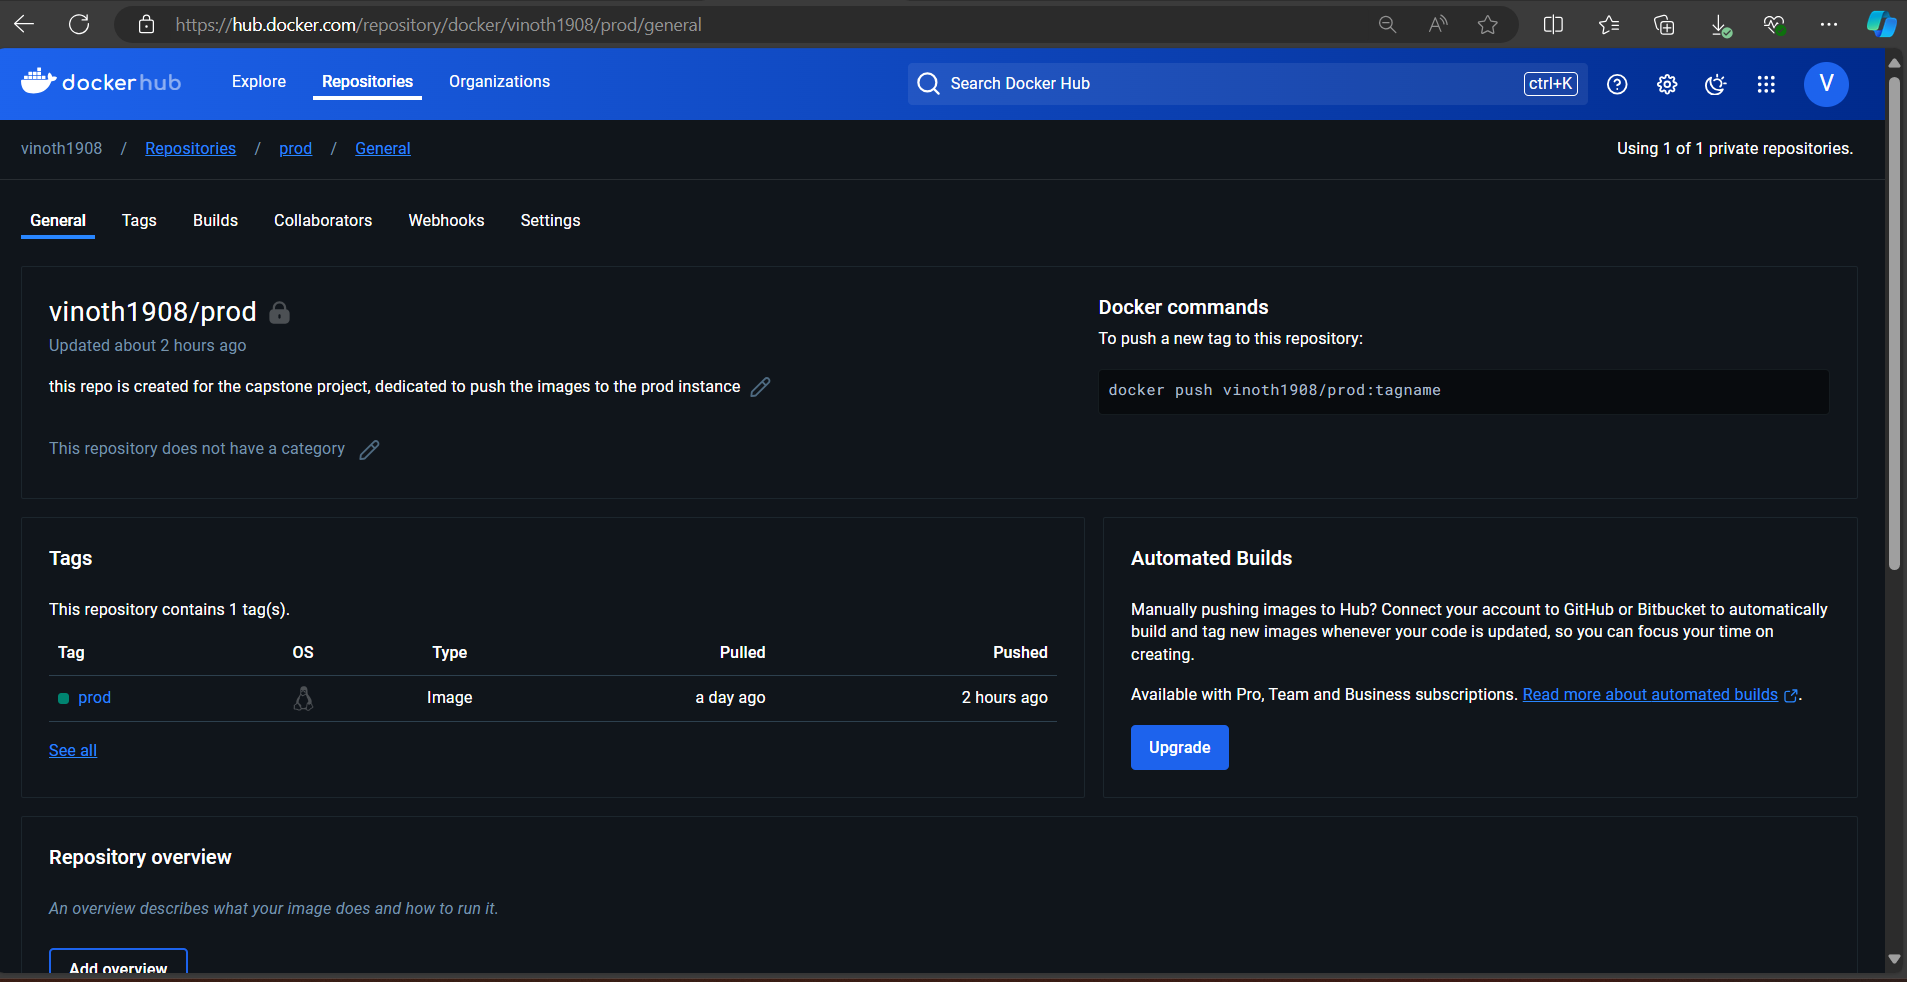 https://hub.docker.com/repository/docker/vinoth1908/prod/general
dockerhub
Explore
Repositories
Organizations
Search Docker Hub
ctrl+K
V
vinoth1908 / Repositories / prod / General
Using 1 of 1 private repositories.
General
Tags
Builds
Collaborators
Webhooks
Settings
vinoth1908/prod
Updated about 2 hours ago
this repo is created for the capstone project, dedicated to push the images to the prod instance
This repository does not have a category
Docker commands
To push a new tag to this repository:
docker push vinoth1908/prod:tagname
Tags
This repository contains 1 tag(s).
Tag OS Type Pulled Pushed
prod Image a day ago 2 hours ago
See all
Automated Builds
Manually pushing images to Hub? Connect your account to GitHub or Bitbucket to automatically
build and tag new images whenever your code is updated, so you can focus your time on
creating.
Available with Pro, Team and Business subscriptions. Read more about automated builds .
Upgrade
Repository overview
An overview describes what your image does and how to run it.
Add overview